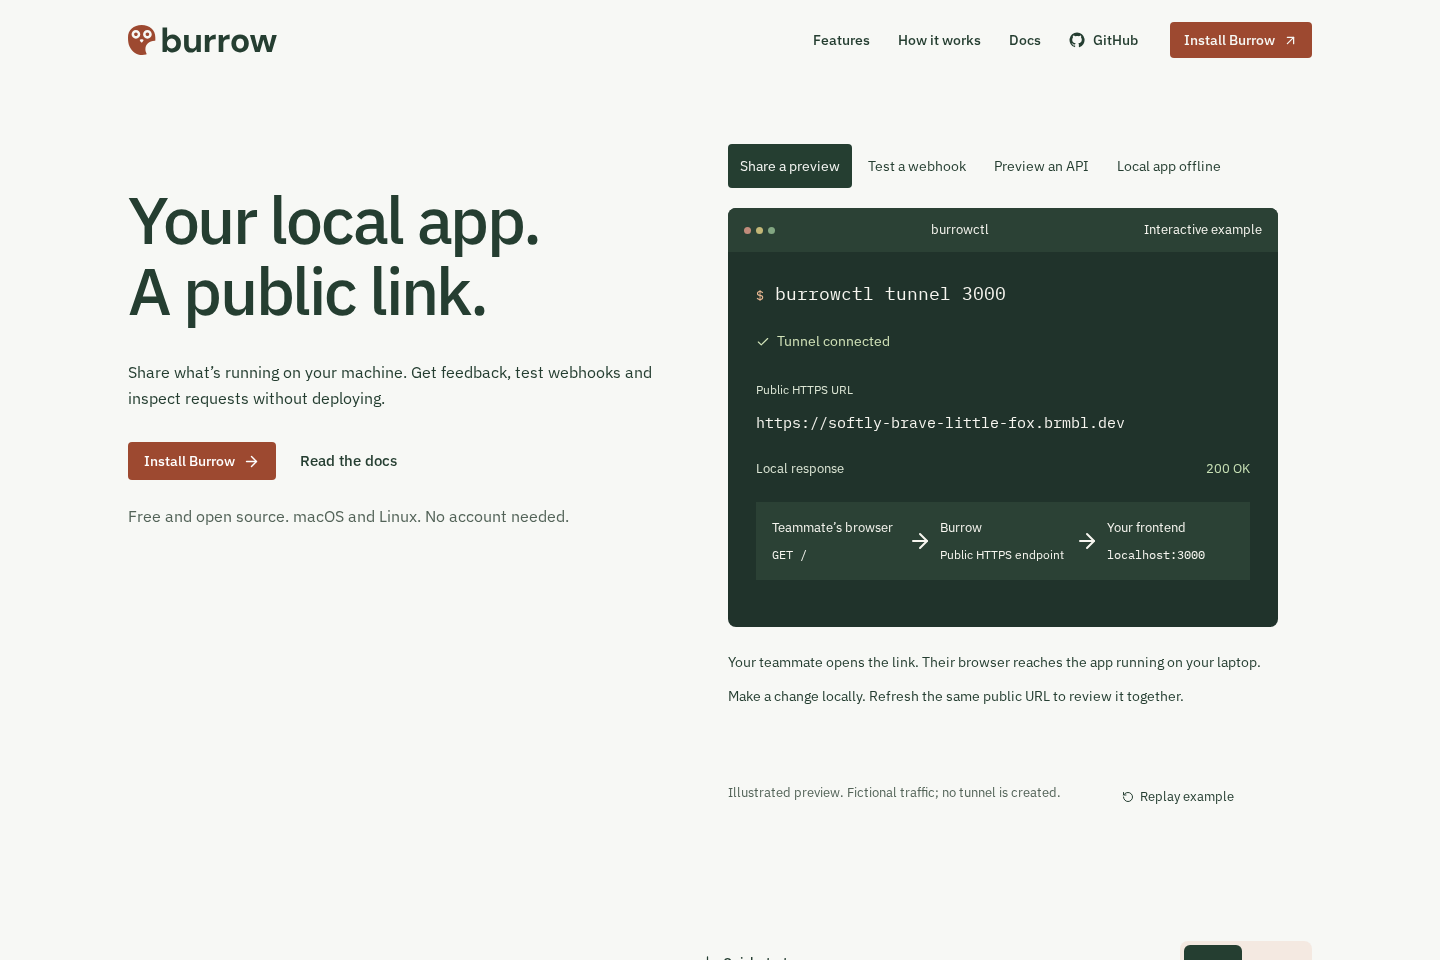 burrow
Features
How it works
Docs
GitHub
Install Burrow
Your local app.
A public link.
Share what’s running on your machine. Get feedback, test webhooks and
inspect requests without deploying.
Install Burrow
Read the docs
Free and open source. macOS and Linux. No account needed.
Share a preview
Test a webhook
Preview an API
Local app offline
burrowctl
Interactive example
$ burrowctl tunnel 3000
Tunnel connected
Public HTTPS URL
https://softly-brave-little-fox.brmbl.dev
Local response
200 OK
Teammate’s browser
GET /
Burrow
Public HTTPS endpoint
Your frontend
localhost:3000
Your teammate opens the link. Their browser reaches the app running on your laptop.
Make a change locally. Refresh the same public URL to review it together.
Illustrated preview. Fictional traffic; no tunnel is created.
Replay example